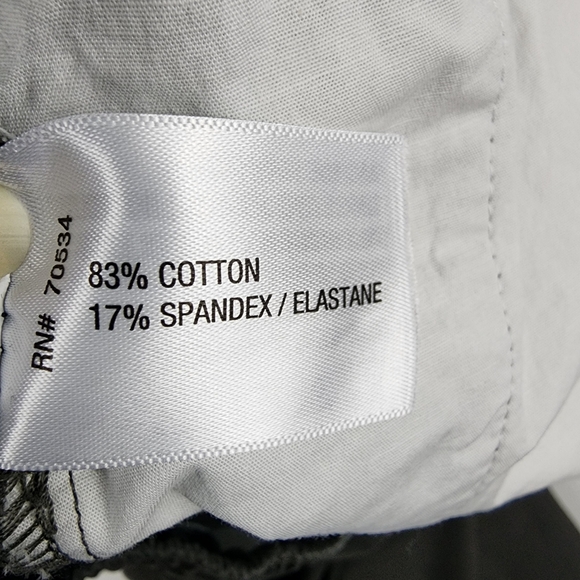 83% COTTON
17% SPANDEX / ELASTANE
RN# 70534